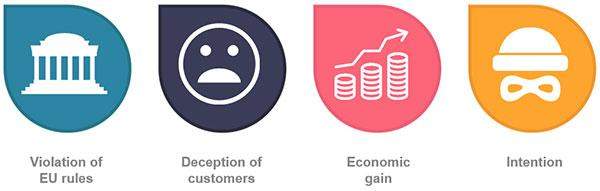 Violation of
EU rules
Deception of
customers
Economic
gain
Intention